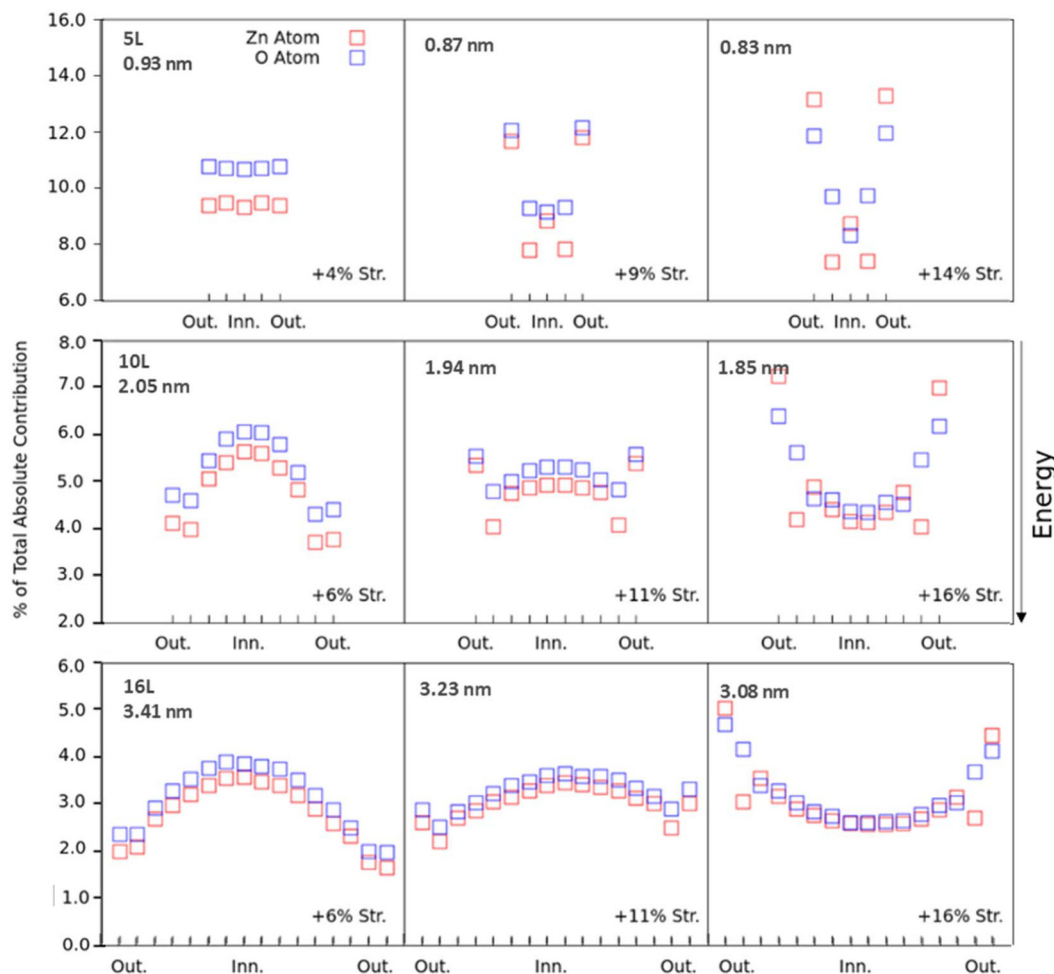 16.0
14.0
12.0
10.0
8.0
6.0
5L
0.93 nm
Zn Atom
O Atom
+4% Str.
0.87 nm
+9% Str.
0.83 nm
+14% Str.
Out. Inn. Out.
Out. Inn. Out.
Out. Inn. Out.
% of Total Absolute Contribution
8.0
7.0
6.0
5.0
4.0
3.0
2.0
10L
2.05 nm
+6% Str.
1.94 nm
+11% Str.
1.85 nm
+16% Str.
Energy
Out. Inn. Out.
Out. Inn. Out.
Out. Inn. Out.
6.0
5.0
4.0
3.0
2.0
1.0
0.0
16L
3.41 nm
+6% Str.
3.23 nm
+11% Str.
3.08 nm
+16% Str.
Out. Inn. Out.
Out. Inn. Out.
Out. Inn. Out.